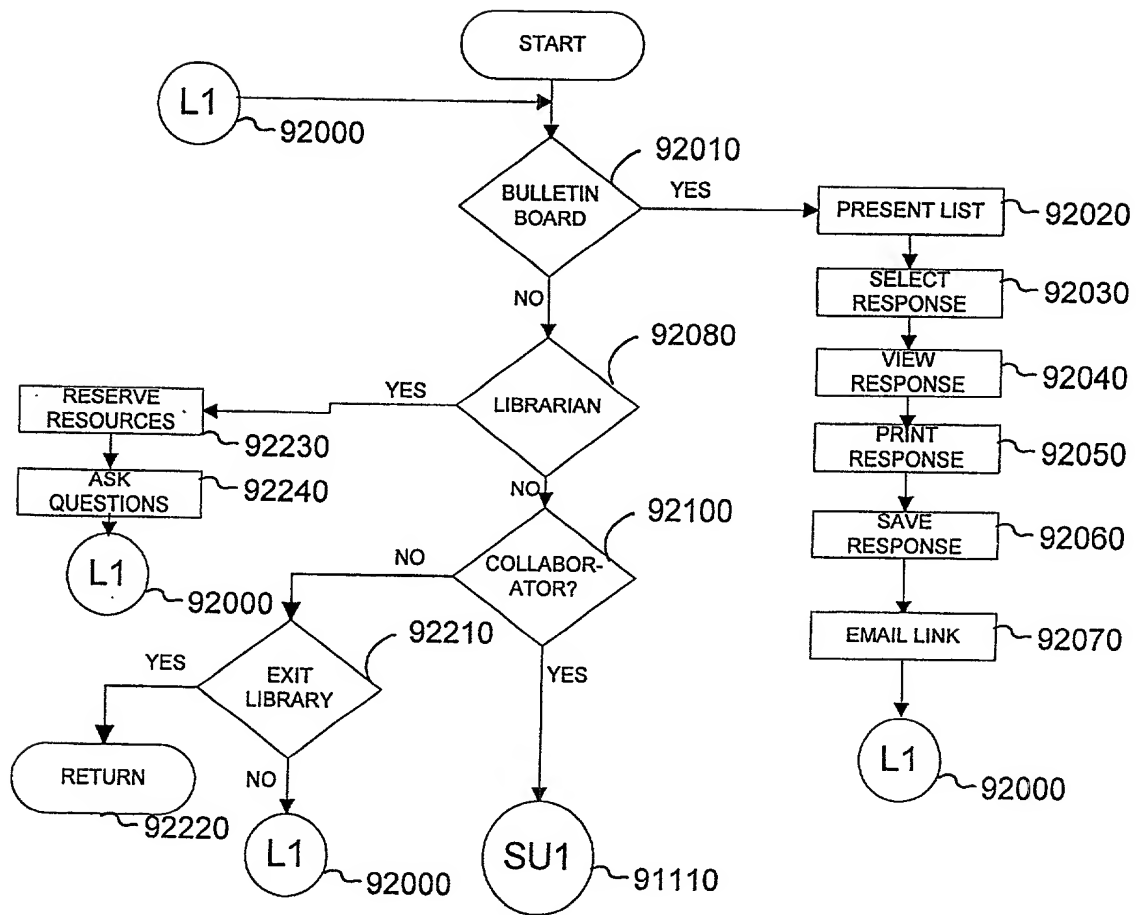 START
L1
92000
92010
BULLETIN
BOARD
YES
PRESENT LIST
92020
SELECT
RESPONSE
92030
NO
92080
VIEW
RESPONSE
92040
LIBRARIAN
YES
RESERVE
RESOURCES
92230
PRINT
RESPONSE
92050
ASK
QUESTIONS
92240
NO
92100
SAVE
RESPONSE
92060
L1
92000
COLLABOR-
ATOR?
NO
92210
EMAIL LINK
92070
YES
EXIT
LIBRARY
YES
RETURN
92220
NO
L1
92000
SU1
91110
L1
92000